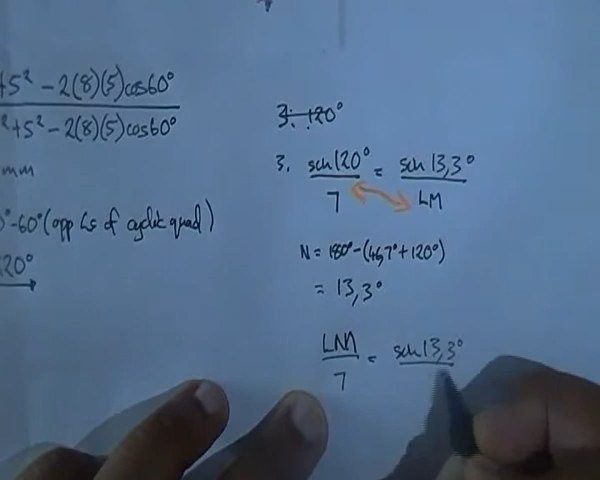 +5² - 2(8)(5)cos60°
²+5² - 2(8)(5)cos60°
mm
°-60° (opp ∠s of cyclic quad)
120°
3. 120°
3. sin120° / 7 = sin13,3° / LM
N = 180° - (46,7° + 120°)
= 13,3°
LM / 7 = sin13,3°